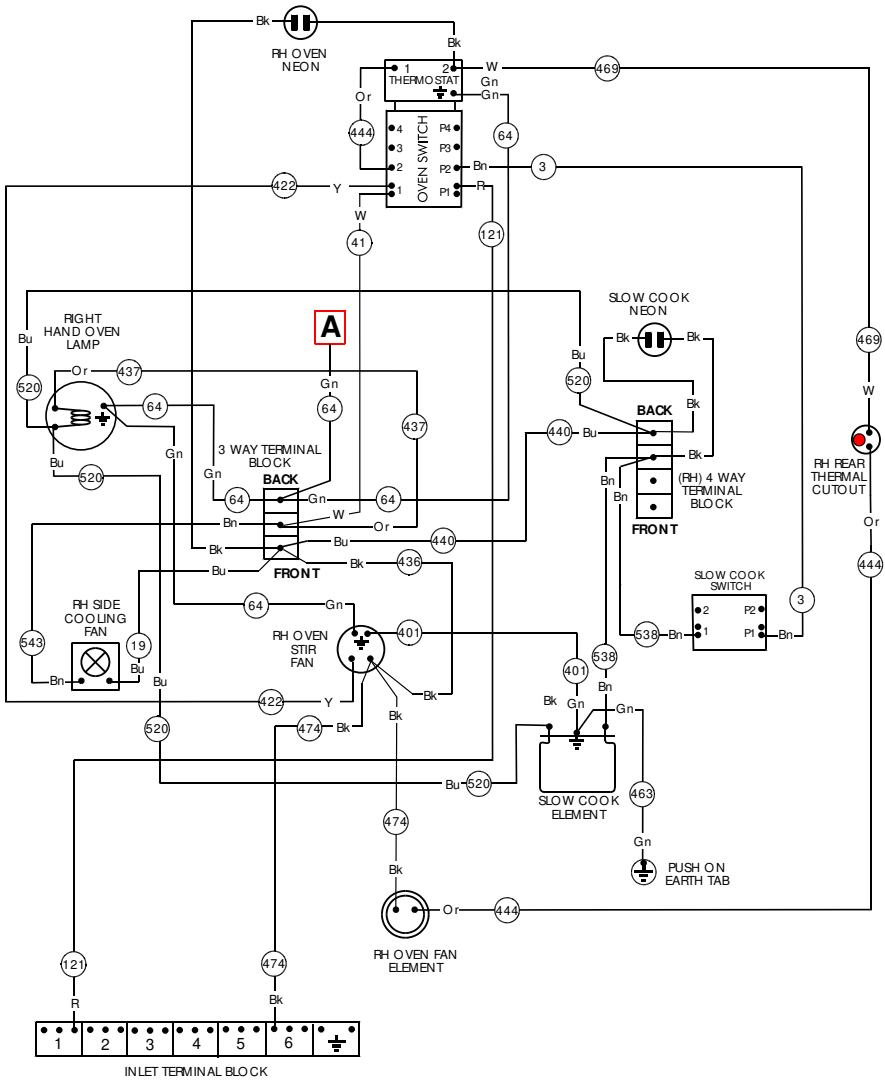 Bk
RH OVEN
NEON
Bk
1
2
THERMOSTAT
W
469
Gn
Gn
Or
444
64
OVEN SWITCH
4
3
2
1
P4
P3
P2
P1
Bn
3
R
422
Y
W
41
121
SLOW COOK
NEON
Bk
Bk
RIGHT
HAND OVEN
LAMP
A
Bu
Bu
469
Or
437
Gn
520
520
W
64
64
Bk
BACK
437
440
Bu
Gn
3 WAY TERMINAL
BLOCK
Bk
RH REAR
THERMAL
CUTOUT
Bu
520
Gn
BACK
Bn
Bn
(RH) 4 WAY
TERMINAL
BLOCK
64
Gn
64
W
Bn
Or
Or
FRONT
Bu
440
Bk
Bk
436
444
Bu
FRONT
SLOW COOK
SWITCH
RH SIDE
COOLING
FAN
64
Gn
2
1
P2
P1
3
543
19
RH OVEN
STIR
FAN
401
538
Bn
Bn
538
Bu
401
Bn
Bu
Bu
Bn
422
Y
Bk
Bk
Gn
Gn
520
474
Bk
Bk
Bu
520
463
SLOW COOK
ELEMENT
474
Gn
Bk
PUSH ON
EARTH TAB
Or
444
RH OVEN FAN
ELEMENT
121
474
R
Bk
1
2
3
4
5
6
INLET TERMINAL BLOCK